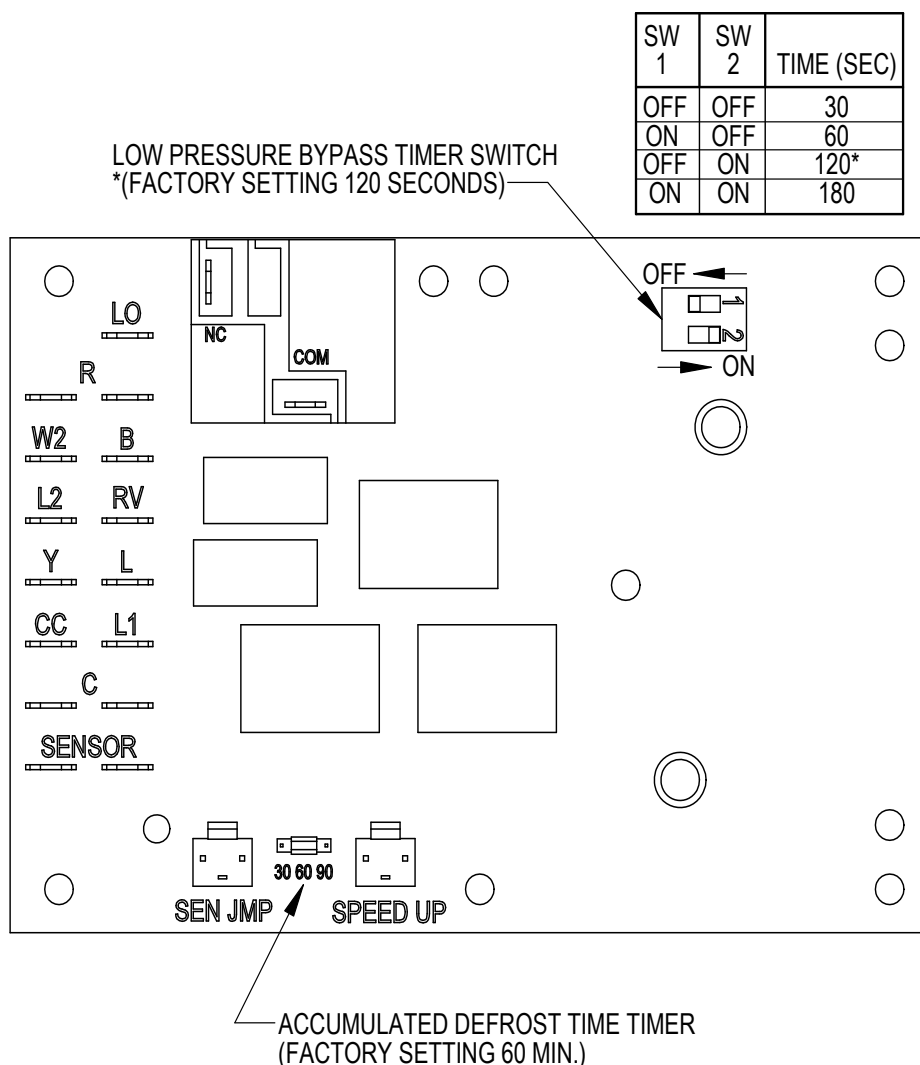 SW 1 SW 2 TIME (SEC)
OFF OFF 30
ON OFF 60
OFF ON 120*
ON ON 180
LOW PRESSURE BYPASS TIMER SWITCH
*(FACTORY SETTING 120 SECONDS)
OFF
1
2
ON
LO
NC
COM
R
W2 B
L2 RV
Y L
CC L1
C
SENSOR
30 60 90
SEN JMP SPEED UP
ACCUMULATED DEFROST TIME TIMER
(FACTORY SETTING 60 MIN.)